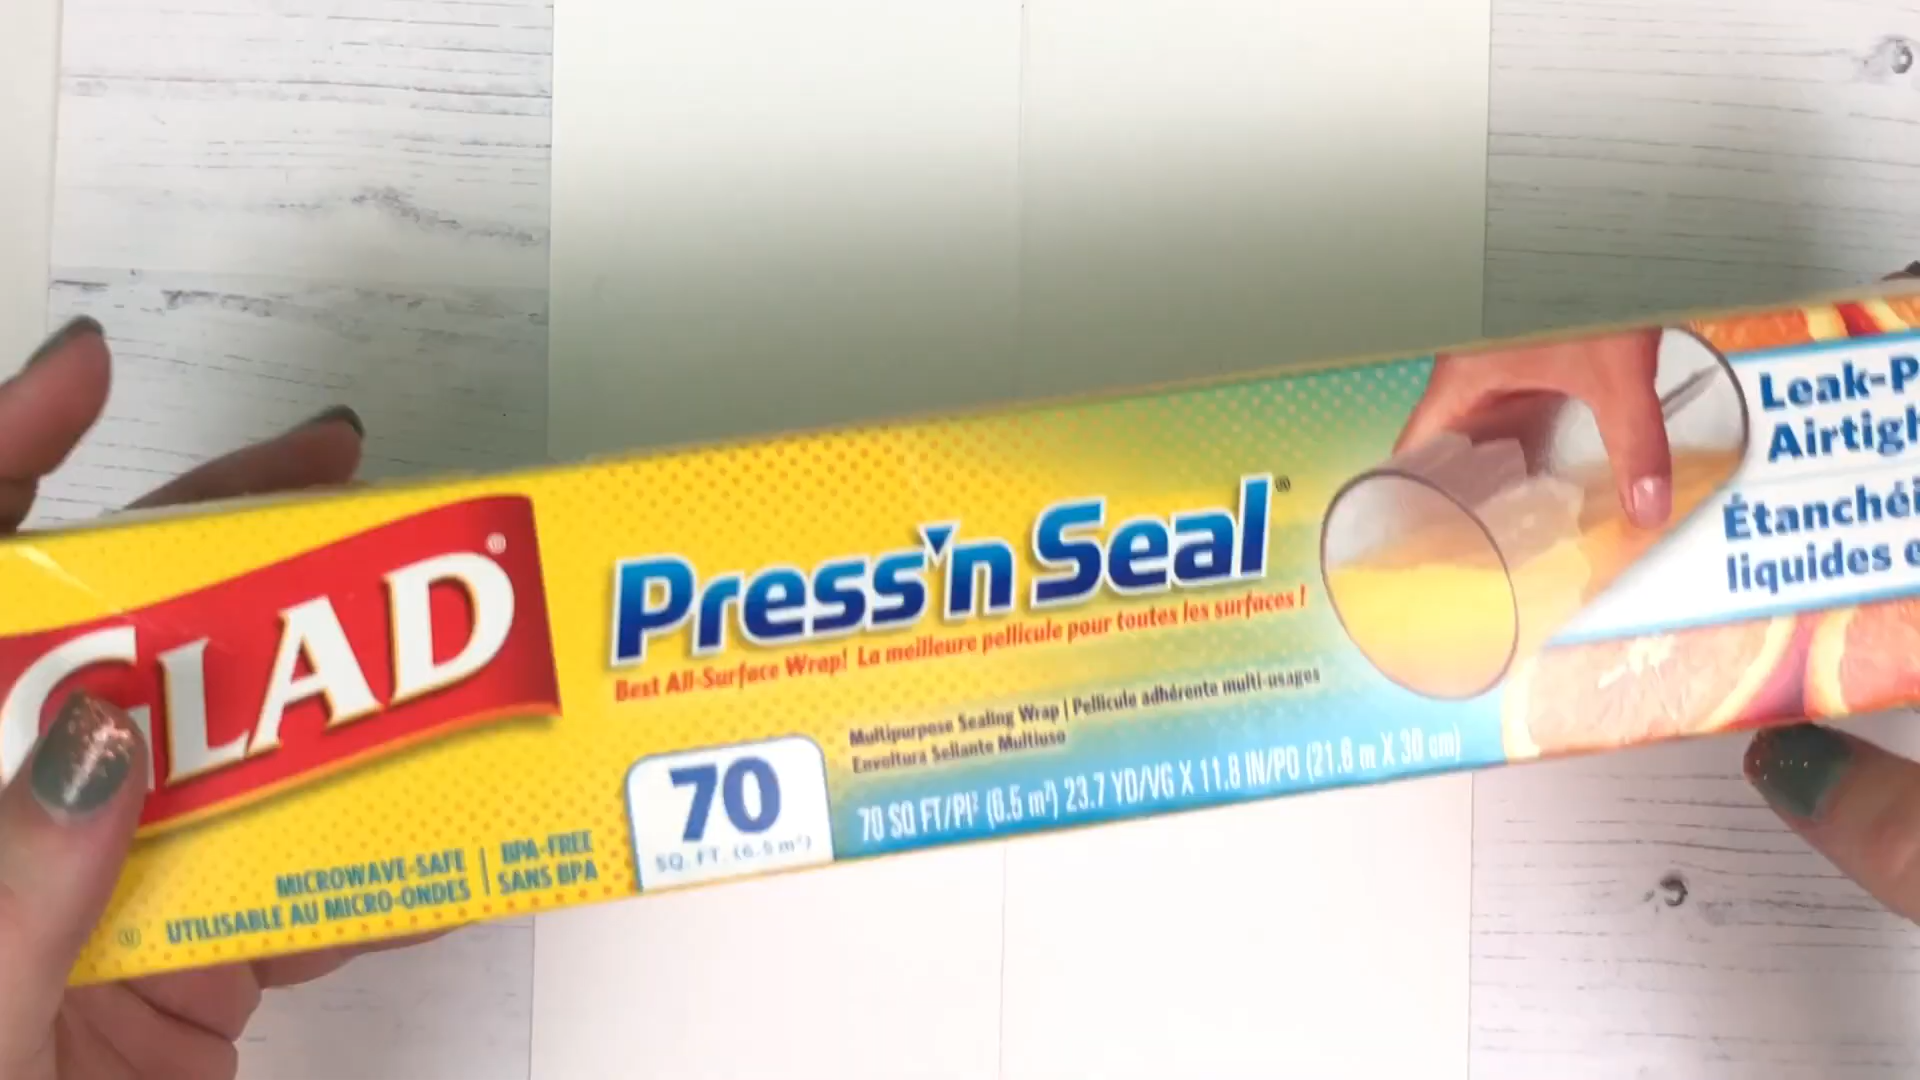 GLAD®
Press'n Seal®
Best All-Surface Wrap! La meilleure pellicule pour toutes les surfaces !
Multipurpose Sealing Wrap | Pellicule adhérente multi-usages
Envoltura Sellante Multiuso
70 SQ FT/PI² (6.5 m²) 23.7 YD/VG X 11.8 IN/PO (21.6 m X 30 cm)
70
SQ. FT. (6.5 m²)
MICROWAVE-SAFE
UTILISABLE AU MICRO-ONDES
BPA-FREE
SANS BPA
Leak-P
Airtigh
Étanchéi
liquides e